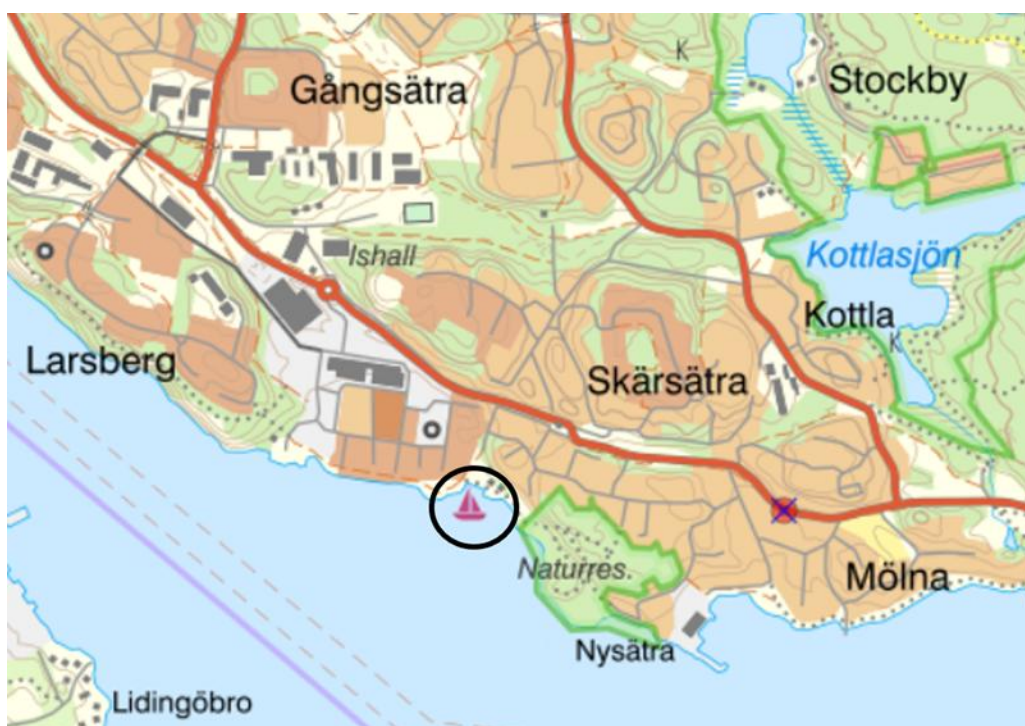 Gångsätra
K
Stockby
Ishall
Kottlasjön
Kottla
K
Larsberg
Skärsätra
Naturres.
Mölna
Nysätra
Lidingöbro